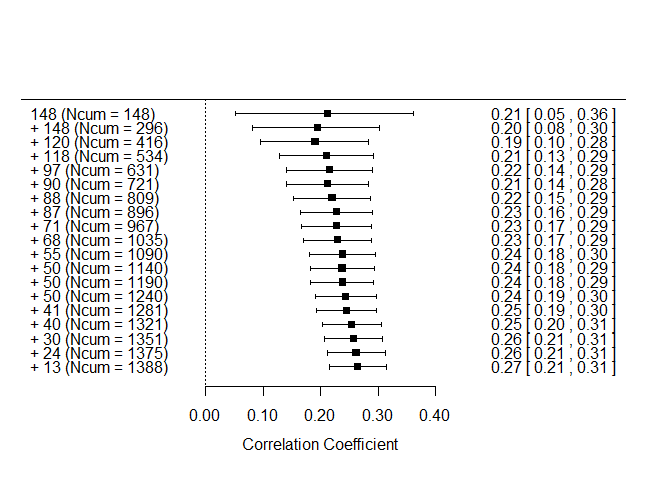 148 (Ncum = 148) 0.21 [ 0.05 , 0.36 ]
+ 148 (Ncum = 296) 0.20 [ 0.08 , 0.30 ]
+ 120 (Ncum = 416) 0.19 [ 0.10 , 0.28 ]
+ 118 (Ncum = 534) 0.21 [ 0.13 , 0.29 ]
+ 97 (Ncum = 631) 0.22 [ 0.14 , 0.29 ]
+ 90 (Ncum = 721) 0.21 [ 0.14 , 0.28 ]
+ 88 (Ncum = 809) 0.22 [ 0.15 , 0.29 ]
+ 87 (Ncum = 896) 0.23 [ 0.16 , 0.29 ]
+ 71 (Ncum = 967) 0.23 [ 0.17 , 0.29 ]
+ 68 (Ncum = 1035) 0.23 [ 0.17 , 0.29 ]
+ 55 (Ncum = 1090) 0.24 [ 0.18 , 0.30 ]
+ 50 (Ncum = 1140) 0.24 [ 0.18 , 0.29 ]
+ 50 (Ncum = 1190) 0.24 [ 0.18 , 0.29 ]
+ 50 (Ncum = 1240) 0.24 [ 0.19 , 0.30 ]
+ 41 (Ncum = 1281) 0.25 [ 0.19 , 0.30 ]
+ 40 (Ncum = 1321) 0.25 [ 0.20 , 0.31 ]
+ 30 (Ncum = 1351) 0.26 [ 0.21 , 0.31 ]
+ 24 (Ncum = 1375) 0.26 [ 0.21 , 0.31 ]
+ 13 (Ncum = 1388) 0.27 [ 0.21 , 0.31 ]
0.00 0.10 0.20 0.30 0.40
Correlation Coefficient